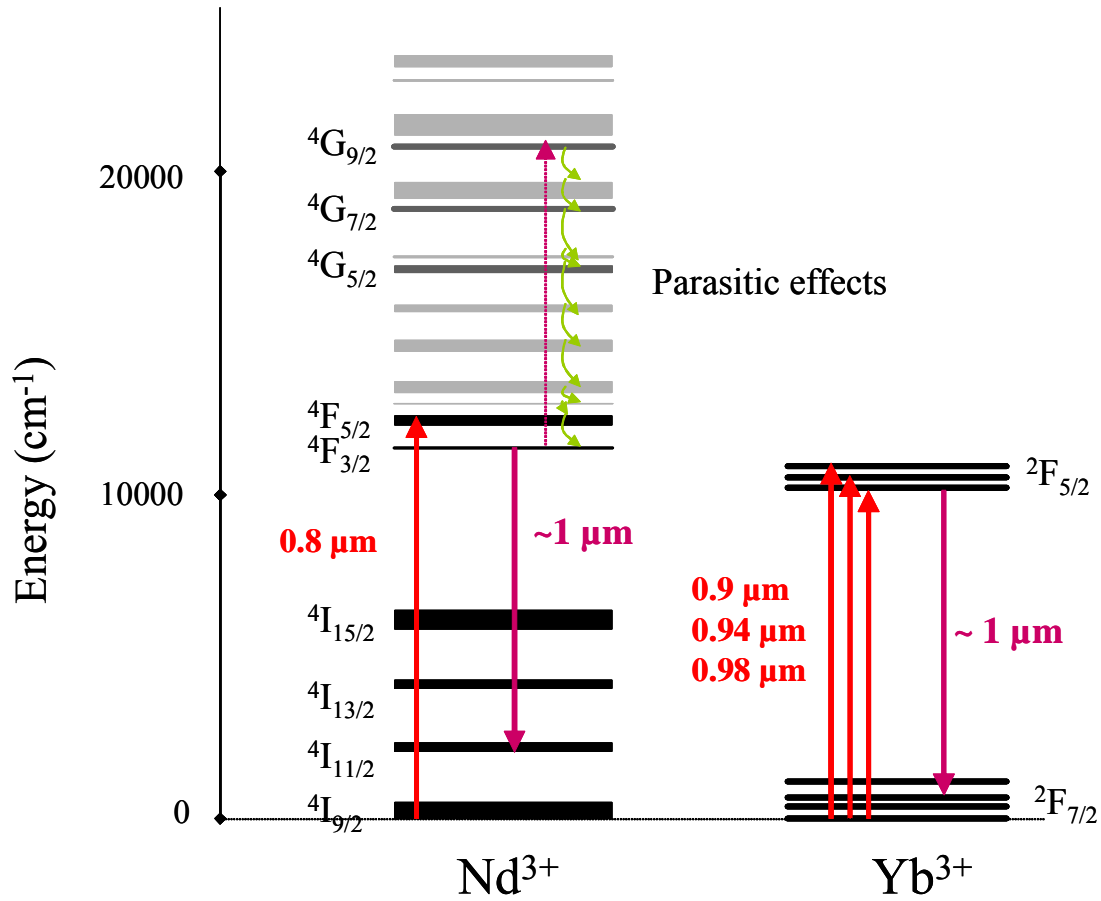 Energy (cm⁻¹)
20000
10000
0
⁴G₉/₂
⁴G₇/₂
⁴G₅/₂
⁴F₅/₂
⁴F₃/₂
⁴I₁₅/₂
⁴I₁₃/₂
⁴I₁₁/₂
⁴I₉/₂
0.8 µm
~1 µm
Parasitic effects
²F₅/₂
0.9 µm
0.94 µm
0.98 µm
~ 1 µm
²F₇/₂
Nd³⁺
Yb³⁺